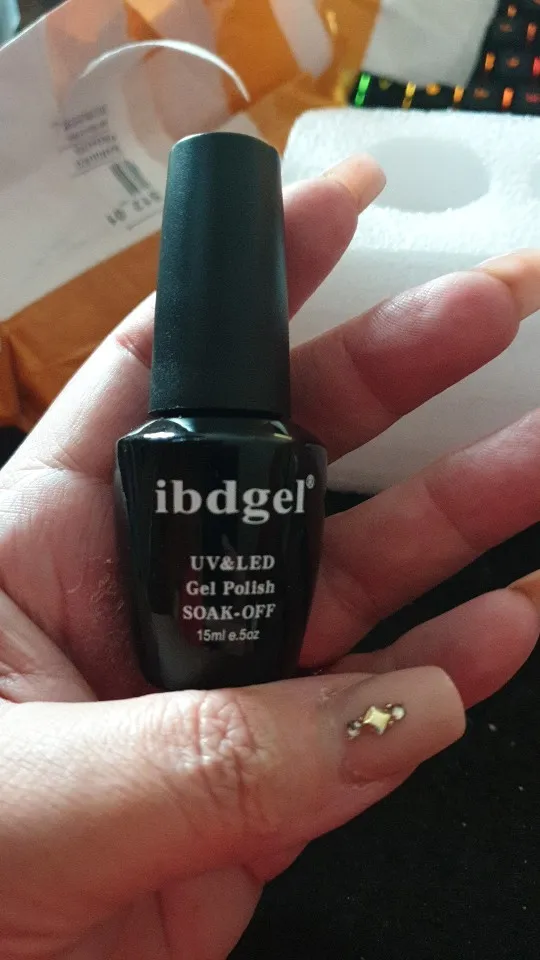 ibdgel®
UV&LED
Gel Polish
SOAK-OFF
15ml e.5oz